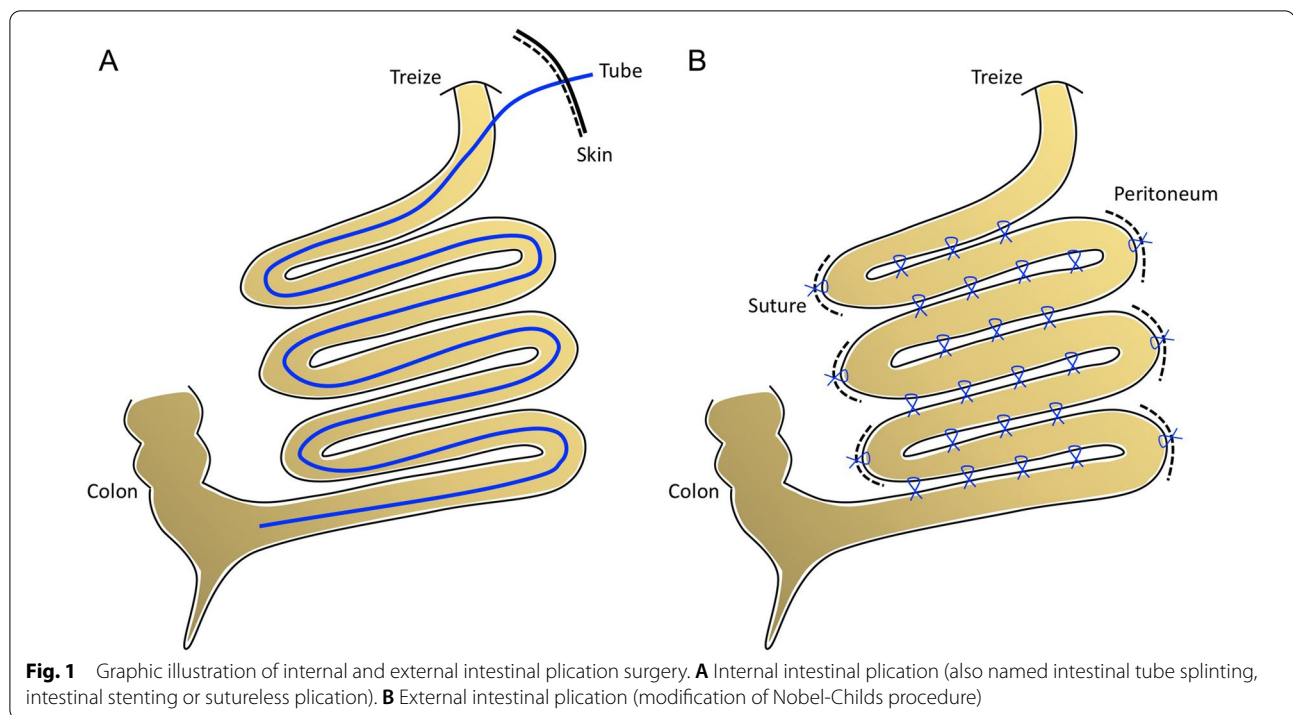 A
Treize
Tube
Skin
Colon
B
Treize
Peritoneum
Suture
Colon
Fig. 1 Graphic illustration of internal and external intestinal plication surgery. A Internal intestinal plication (also named intestinal tube splinting,
intestinal stenting or sutureless plication). B External intestinal plication (modification of Nobel-Childs procedure)